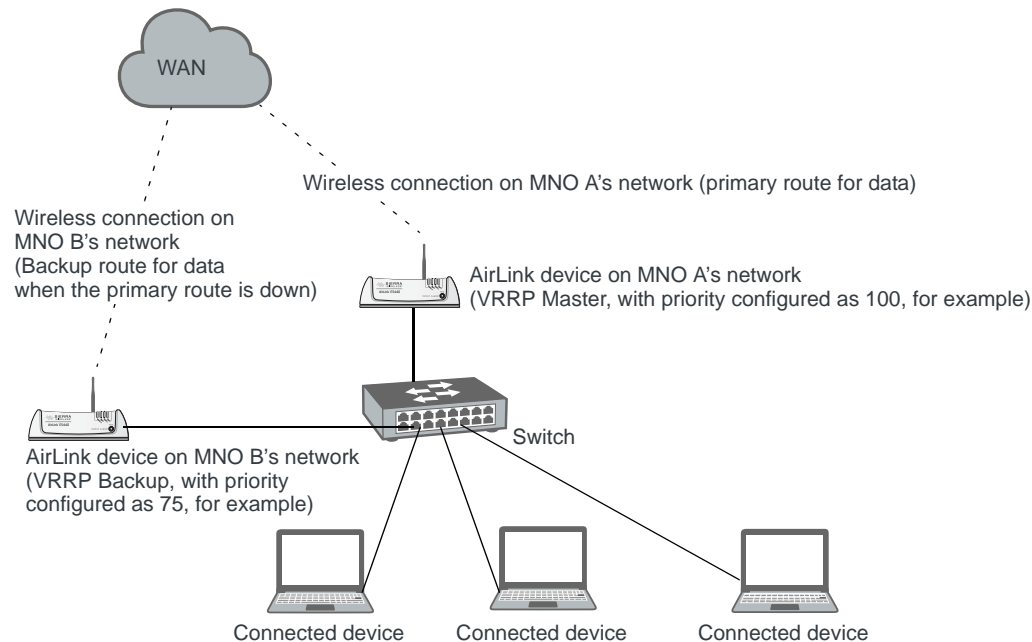 WAN
Wireless connection on MNO A's network (primary route for data)
Wireless connection on
MNO B's network
(Backup route for data
when the primary route is down)
AirLink device on MNO A's network
(VRRP Master, with priority configured as 100, for example)
SIERRA
Switch
SIERRA
AirLink device on MNO B's network
(VRRP Backup, with priority
configured as 75, for example)
Connected device
Connected device
Connected device